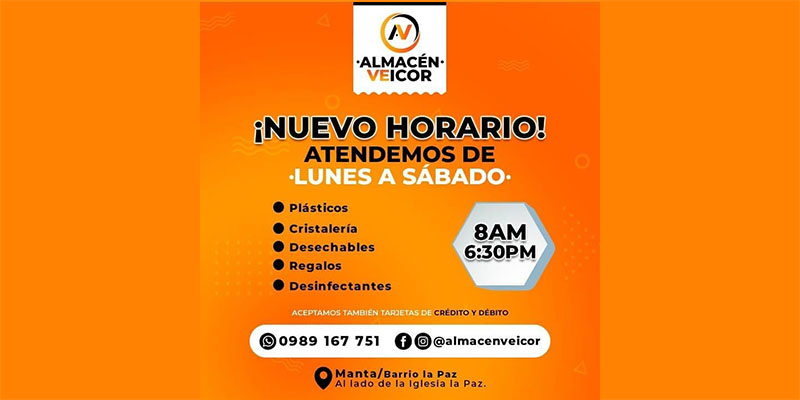 AV
·ALMACÉN·
VEICOR
¡NUEVO HORARIO!
ATENDEMOS DE
·LUNES A SÁBADO·
Plásticos
Cristalería
Desechables
Regalos
Desinfectantes
8AM
6:30PM
ACEPTAMOS TAMBIÉN TARJETAS DE CRÉDITO Y DÉBITO
0989 167 751 @almacenveicor
Manta/Barrio la Paz
Al lado de la Iglesia la Paz.